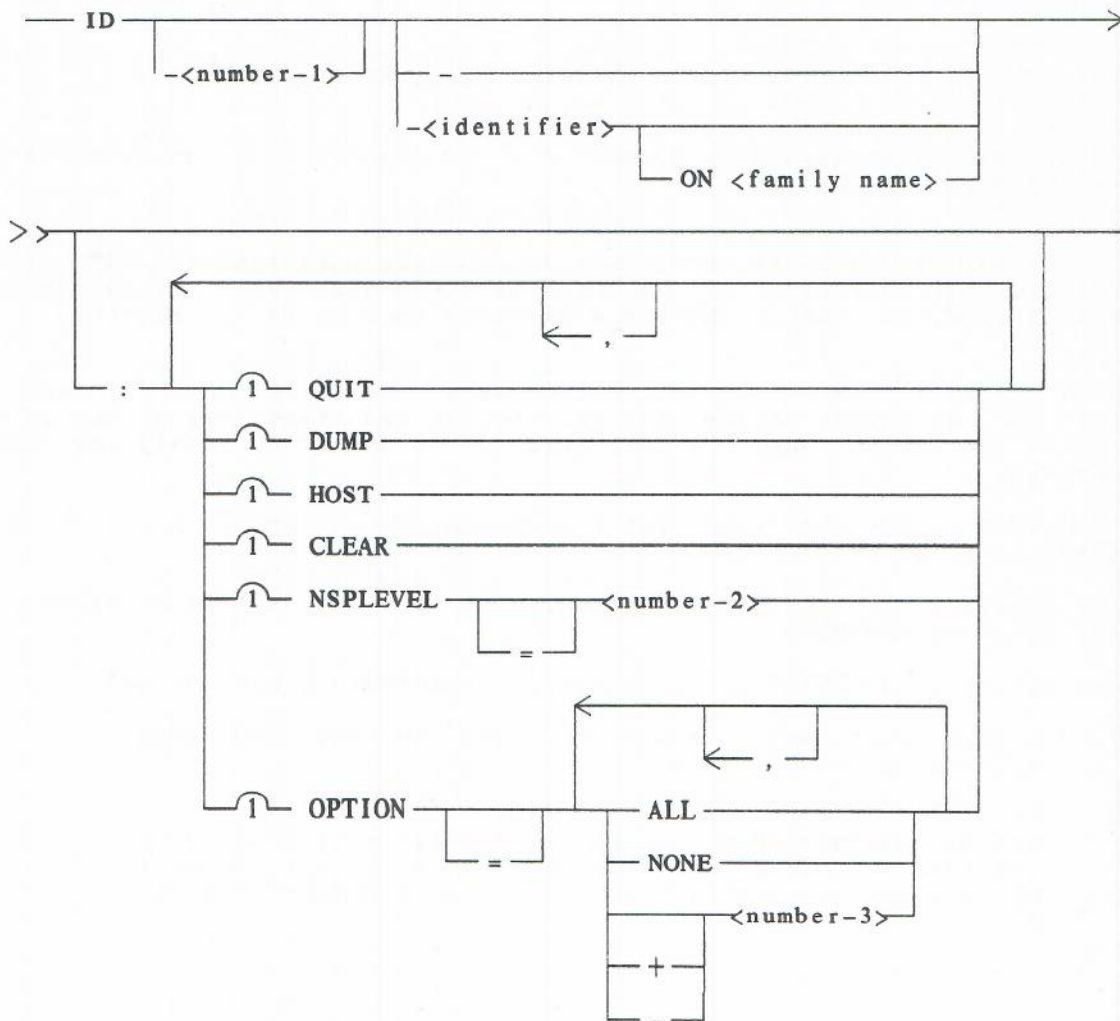 ID
-<number-1>
-
-<identifier>
ON <family name>
>>
,
:
1 QUIT
1 DUMP
1 HOST
1 CLEAR
1 NSPLEVEL <number-2>
=
,
1 OPTION ALL
= NONE
<number-3>
+
-